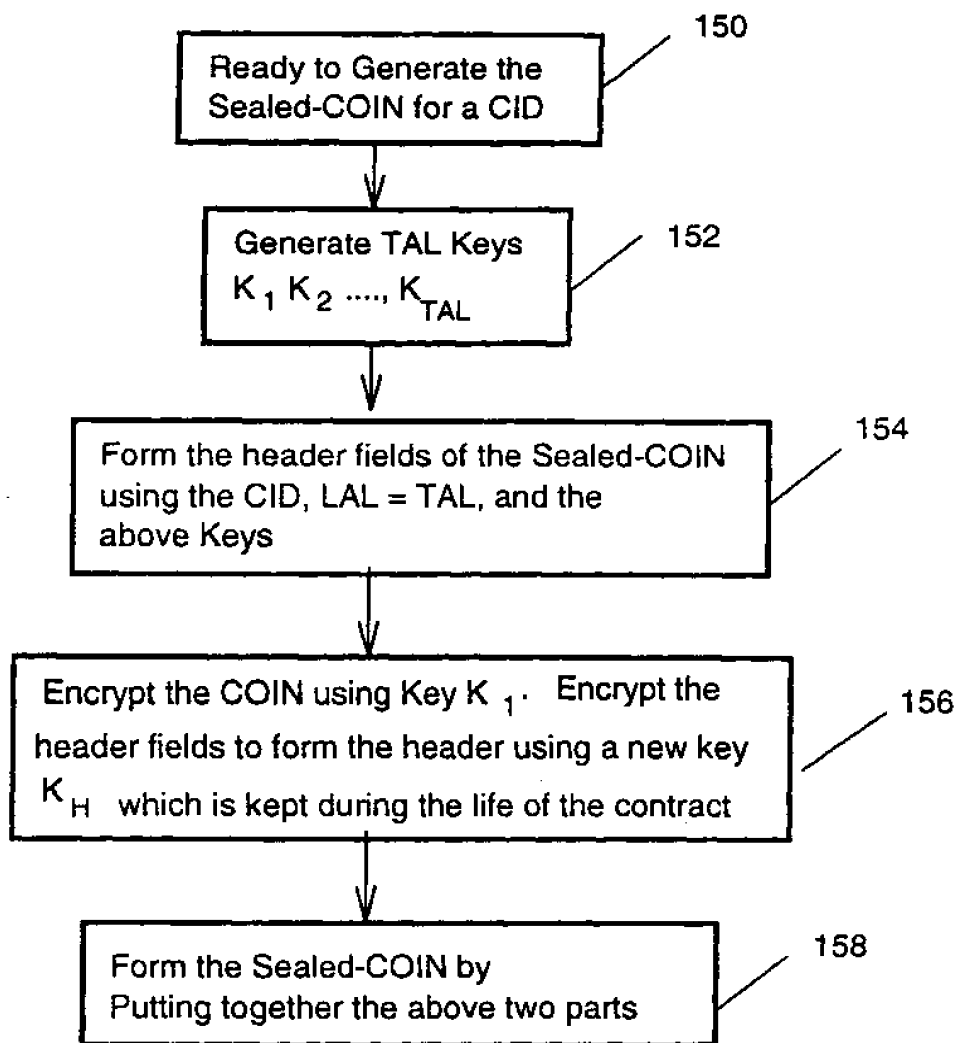 150
Ready to Generate the
Sealed-COIN for a CID
152
Generate TAL Keys
K 1 K 2 ...., K TAL
154
Form the header fields of the Sealed-COIN
using the CID, LAL = TAL, and the
above Keys
156
Encrypt the COIN using Key K 1. Encrypt the
header fields to form the header using a new key
K H which is kept during the life of the contract
158
Form the Sealed-COIN by
Putting together the above two parts